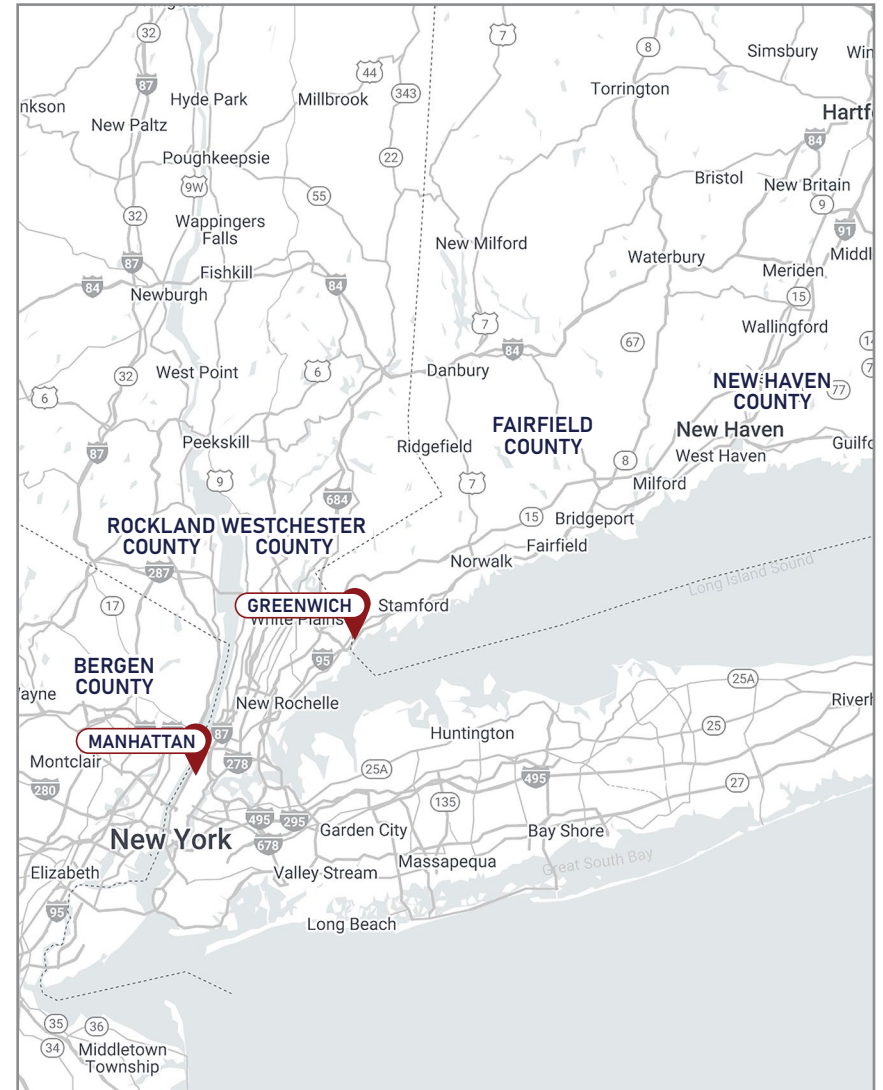 32
7
8
Simsbury
44
87
Hyde Park
Millbrook
343
Torrington
New Paltz
Hartf
84
22
Poughkeepsie
9W
55
Bristol
New Britain
9
32
Wappingers
Falls
91
New Milford
Waterbury
Middl
87
Fishkill
Meriden
84
84
Newburgh
15
7
Wallingford
67
84
West Point
6
Danbury
32
6
NEW HAVEN
COUNTY
77
FAIRFIELD
COUNTY
New Haven
Peekskill
Ridgefield
87
West Haven
Guilfo
8
9
7
Milford
684
15
Bridgeport
ROCKLAND
COUNTY
WESTCHESTER
COUNTY
Fairfield
Norwalk
287
Long Island Sound
17
GREENWICH
Stamford
White Plains
95
BERGEN
COUNTY
25A
ayne
New Rochelle
Riverh
25
87
Huntington
MANHATTAN
Montclair
278
25A
495
27
280
135
495
295
New York
678
Garden City
Bay Shore
Massapequa
Great South Bay
Elizabeth
Valley Stream
95
Long Beach
35
36
34
Middletown
Township